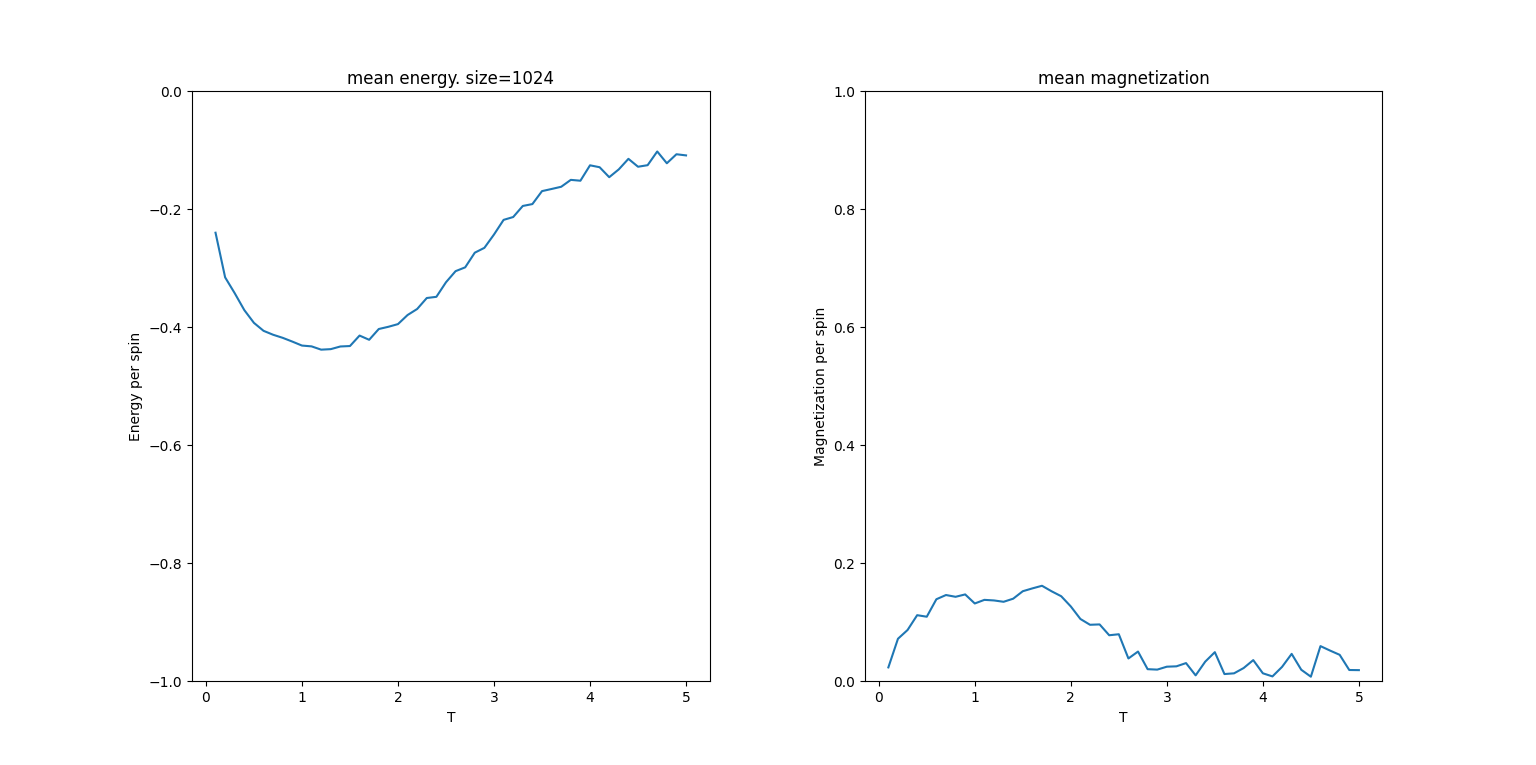 mean energy. size=1024
Energy per spin
0.0
−0.2
−0.4
−0.6
−0.8
−1.0
0 1 2 3 4 5
T
mean magnetization
Magnetization per spin
1.0
0.8
0.6
0.4
0.2
0.0
0 1 2 3 4 5
T